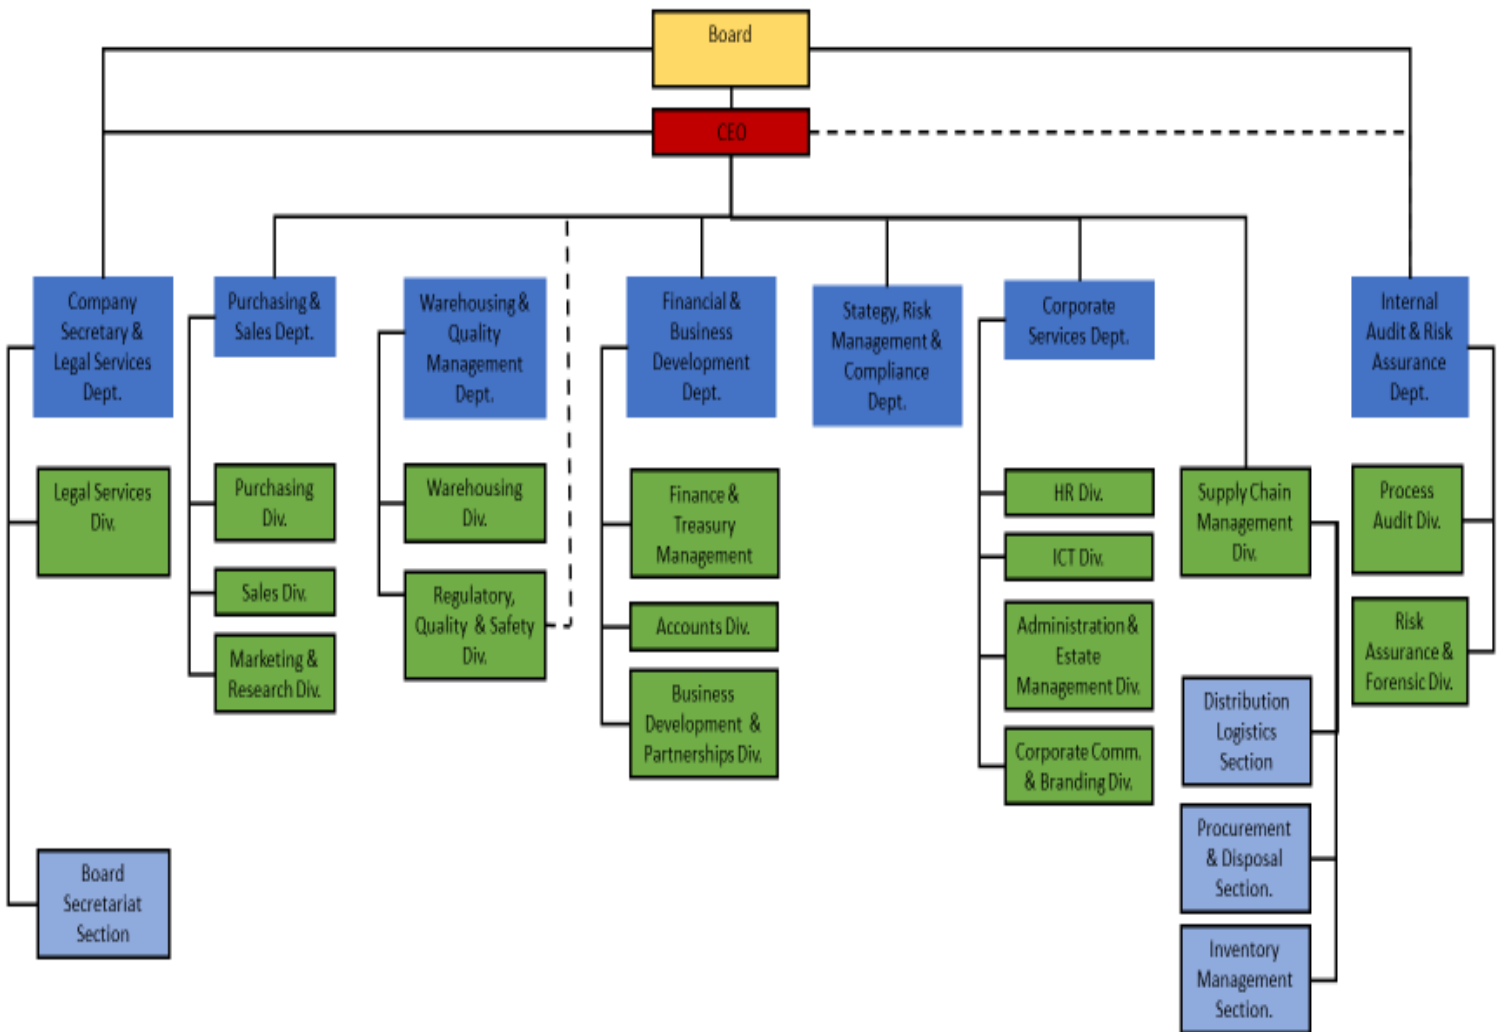 Board
CEO
Company
Secretary &
Legal Services
Dept.
Purchasing &
Sales Dept.
Warehousing &
Quality
Management
Dept.
Financial &
Business
Development
Dept.
Stategy, Risk
Management &
Compliance
Dept.
Corporate
Services Dept.
Internal
Audit & Risk
Assurance
Dept.
Legal Services
Div.
Board
Secretariat
Section
Purchasing
Div.
Sales Div.
Marketing &
Research Div.
Warehousing
Div.
Regulatory,
Quality & Safety
Div.
Finance &
Treasury
Management
Accounts Div.
Business
Development &
Partnerships Div.
HR Div.
ICT Div.
Administration &
Estate
Management Div.
Corporate Comm.
& Branding Div.
Supply Chain
Management
Div.
Distribution
Logistics
Section
Procurement
& Disposal
Section.
Inventory
Management
Section.
Process
Audit Div.
Risk
Assurance &
Forensic Div.